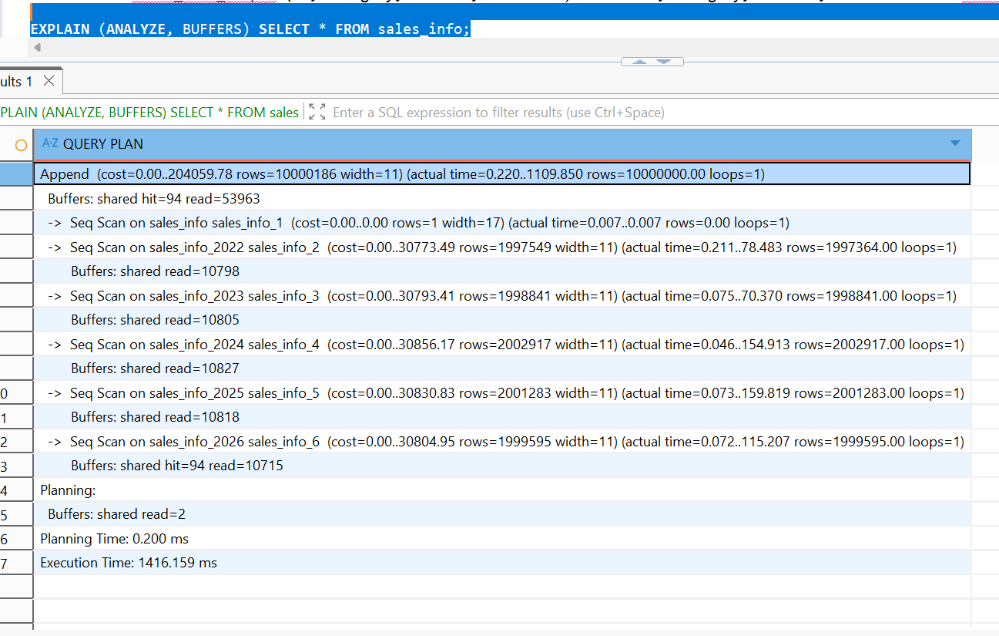 EXPLAIN (ANALYZE, BUFFERS) SELECT * FROM sales_info;
ults 1
PLAIN (ANALYZE, BUFFERS) SELECT * FROM sales
Enter a SQL expression to filter results (use Ctrl+Space)
A-Z QUERY PLAN
Append (cost=0.00..204059.78 rows=10000186 width=11) (actual time=0.220..1109.850 rows=10000000.00 loops=1)
Buffers: shared hit=94 read=53963
-> Seq Scan on sales_info sales_info_1 (cost=0.00..0.00 rows=1 width=17) (actual time=0.007..0.007 rows=0.00 loops=1)
-> Seq Scan on sales_info_2022 sales_info_2 (cost=0.00..30773.49 rows=1997549 width=11) (actual time=0.211..78.483 rows=1997364.00 loops=1)
Buffers: shared read=10798
-> Seq Scan on sales_info_2023 sales_info_3 (cost=0.00..30793.41 rows=1998841 width=11) (actual time=0.075..70.370 rows=1998841.00 loops=1)
Buffers: shared read=10805
-> Seq Scan on sales_info_2024 sales_info_4 (cost=0.00..30856.17 rows=2002917 width=11) (actual time=0.046..154.913 rows=2002917.00 loops=1)
Buffers: shared read=10827
0 -> Seq Scan on sales_info_2025 sales_info_5 (cost=0.00..30830.83 rows=2001283 width=11) (actual time=0.073..159.819 rows=2001283.00 loops=1)
1 Buffers: shared read=10818
2 -> Seq Scan on sales_info_2026 sales_info_6 (cost=0.00..30804.95 rows=1999595 width=11) (actual time=0.072..115.207 rows=1999595.00 loops=1)
3 Buffers: shared hit=94 read=10715
4 Planning:
5 Buffers: shared read=2
6 Planning Time: 0.200 ms
7 Execution Time: 1416.159 ms